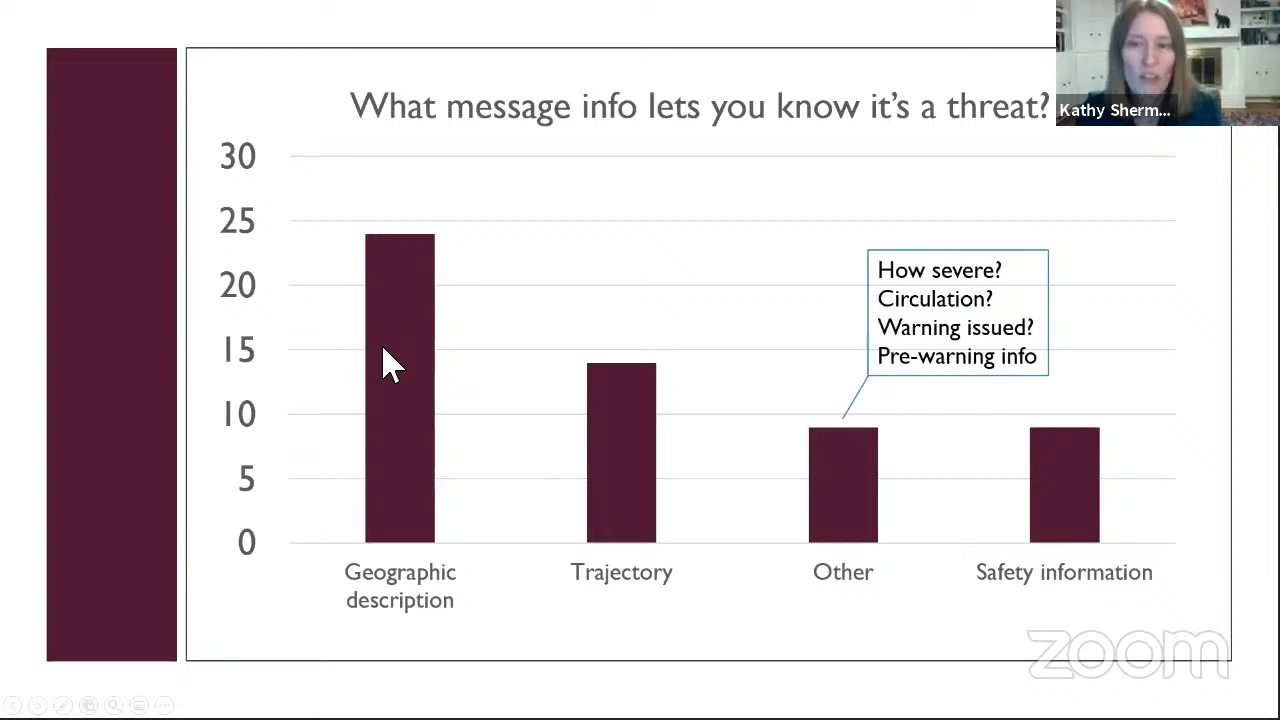 What message info lets you know it's a threat?
Kathy Sherm...
30
25
20
15
10
5
0
How severe?
Circulation?
Warning issued?
Pre-warning info
Geographic
description
Trajectory
Other
Safety information
zoom